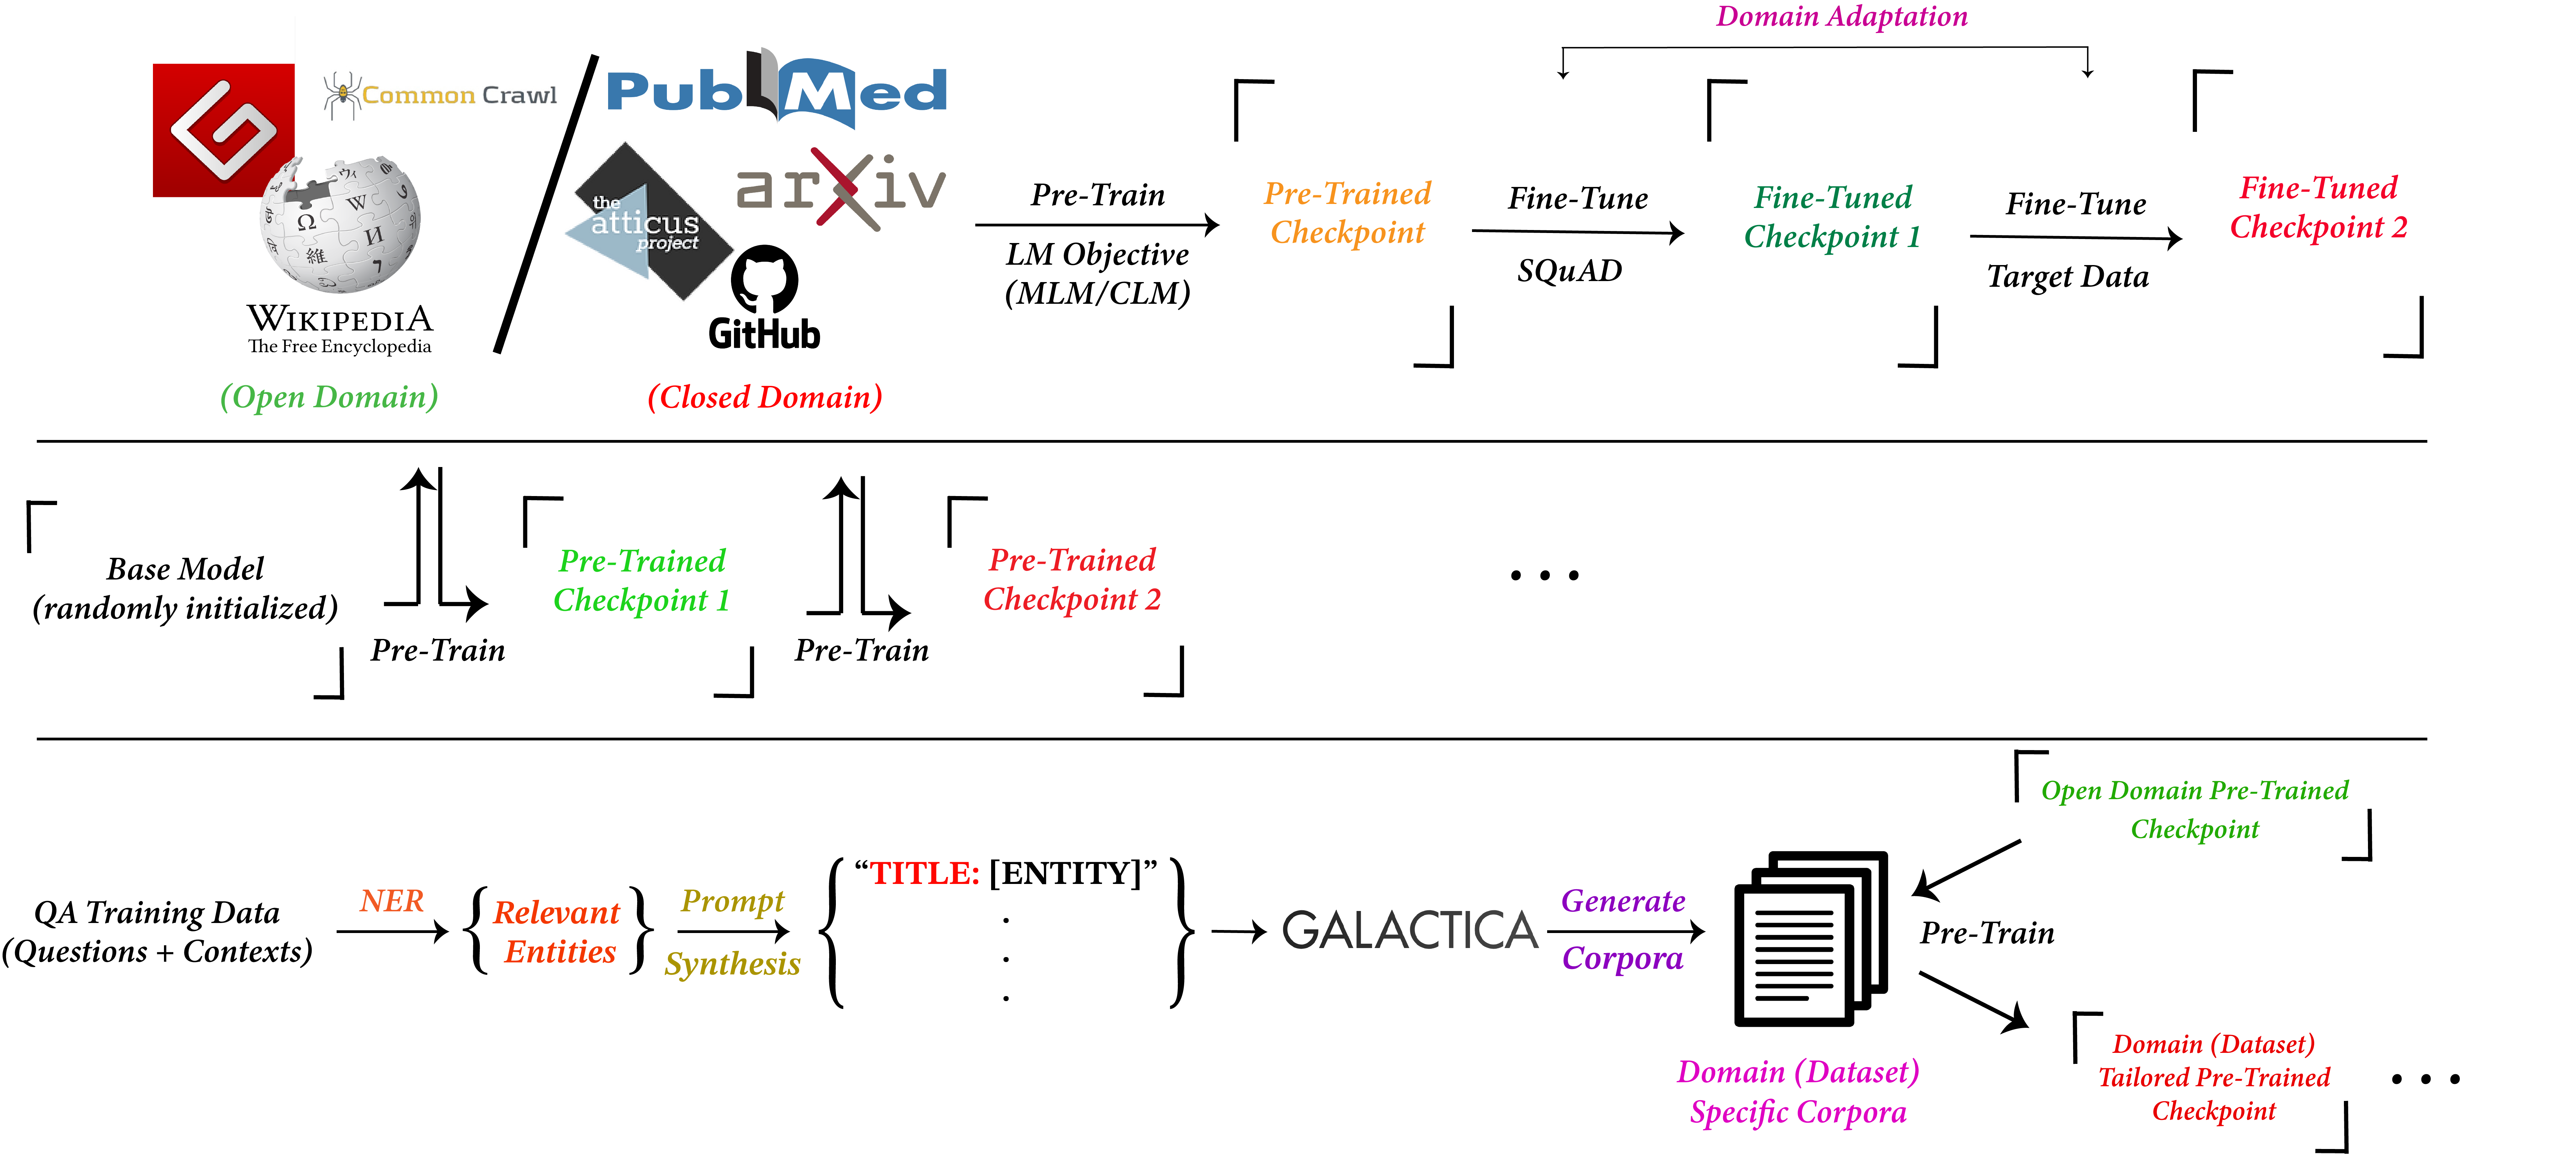 Domain Adaptation
Common Crawl
PubMed
arXiv
the
atticus
project
GitHub
Ω
W
И
維
ウィ
WIKIPEDIA
The Free Encyclopedia
(Open Domain)
(Closed Domain)
Pre-Train
LM Objective
(MLM/CLM)
Pre-Trained
Checkpoint
Fine-Tune
SQuAD
Fine-Tuned
Checkpoint 1
Fine-Tune
Target Data
Fine-Tuned
Checkpoint 2
Base Model
(randomly initialized)
Pre-Train
Pre-Trained
Checkpoint 1
Pre-Train
Pre-Trained
Checkpoint 2
...
QA Training Data
(Questions + Contexts)
NER
{Relevant
Entities}
Prompt
Synthesis
“TITLE: [ENTITY]”
.
.
.
GALACTICA
Generate
Corpora
Domain (Dataset)
Specific Corpora
Open Domain Pre-Trained
Checkpoint
Pre-Train
Domain (Dataset)
Tailored Pre-Trained
Checkpoint
...